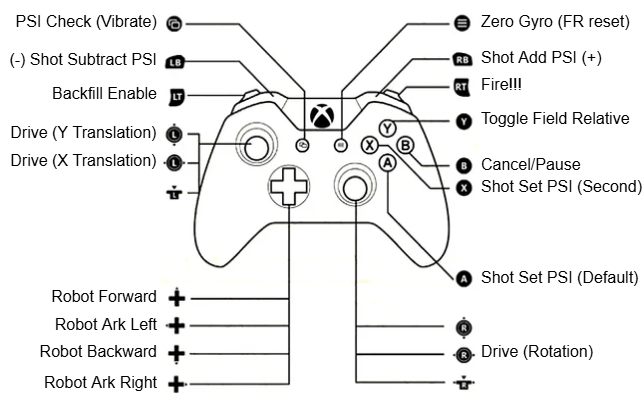 PSI Check (Vibrate)
Zero Gyro (FR reset)
(-) Shot Subtract PSI LB
RB Shot Add PSI (+)
Backfill Enable LT
RT Fire!!!
Y Toggle Field Relative
Drive (Y Translation) L
Drive (X Translation) L
L
Y
X B
A
B Cancel/Pause
X Shot Set PSI (Second)
A Shot Set PSI (Default)
Robot Forward
Robot Ark Left
Robot Backward
Robot Ark Right
R
R Drive (Rotation)
R